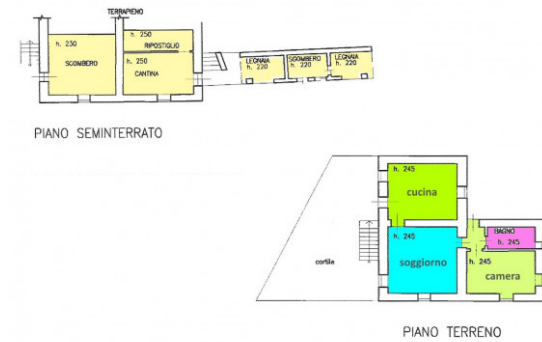 TERRAPIENO
h. 230
SGOMBERO
h. 250
RIPOSTIGLIO
h. 250
CANTINA
LEGNAIA
h. 220
SGOMBERO
h. 220
LEGNAIA
h. 220
PIANO SEMINTERRATO
h. 245
cucina
cortile
h. 245
soggiorno
BAGNO
h. 245
h. 245
camera
PIANO TERRENO